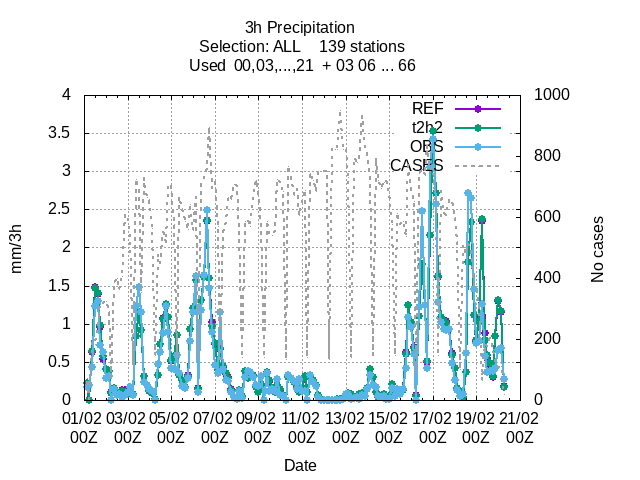 3h Precipitation
Selection: ALL    139 stations
Used  00,03,...,21  + 03 06 ... 66
4 1000
REF
3.5
t2h2
OBS
800
3 CASES
2.5
600
2
mm/3h No cases
1.5
400
1
200
0.5
0 0
01/02 03/02 05/02 07/02 09/02 11/02 13/02 15/02 17/02 19/02 21/02
00Z 00Z 00Z 00Z 00Z 00Z 00Z 00Z 00Z 00Z 00Z
Date